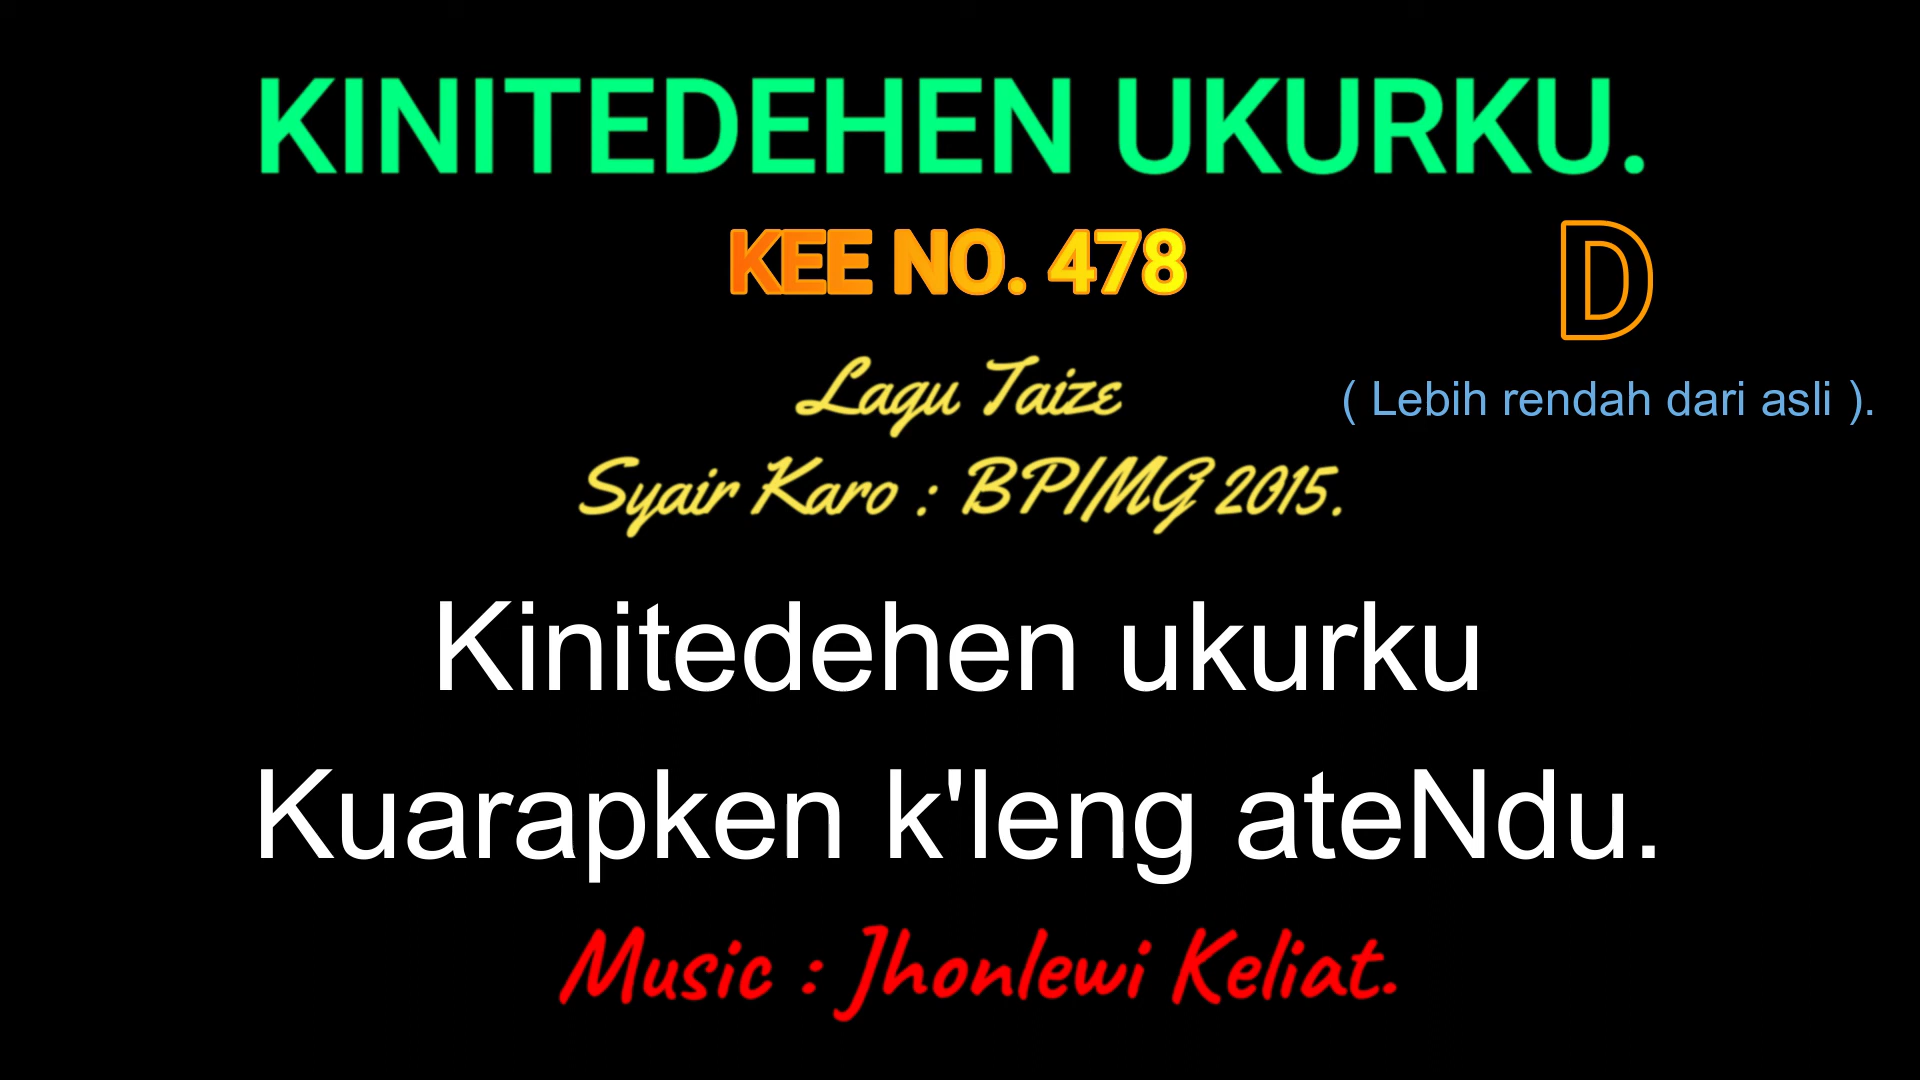 KINITEDEHEN UKURKU.
KEE NO. 478
D
Lagu Taize
( Lebih rendah dari asli ).
Syair Karo : BPIMG 2015.
Kinitedehen ukurku
Kuarapken k'leng ateNdu.
Music : Jhonlewi Keliat.